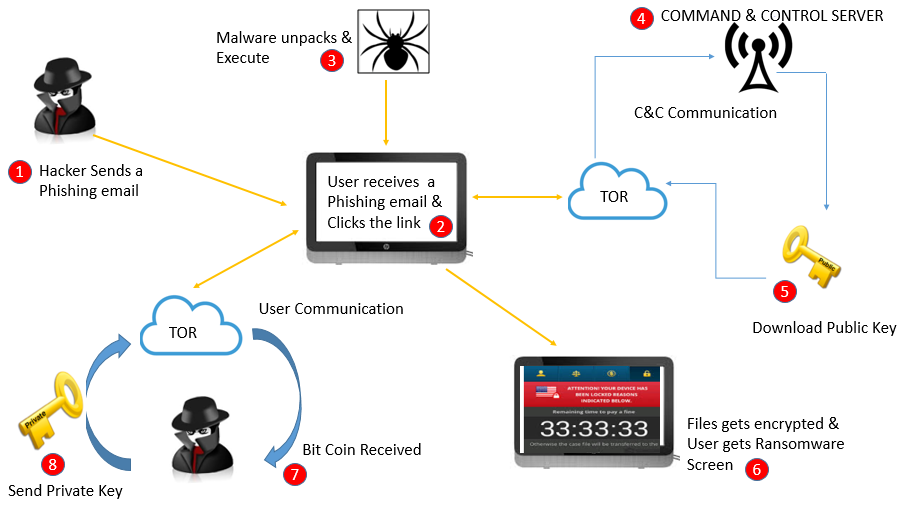 4 COMMAND & CONTROL SERVER
Malware unpacks &
Execute 3
C&C Communication
1 Hacker Sends a
Phishing email
User receives a
Phishing email &
Clicks the link 2
TOR
Public
5
Download Public Key
User Communication
TOR
Private
8
Send Private Key
Bit Coin Received
7
ATTENTION! YOUR DEVICE HAS
BEEN LOCKED REASONS
INDICATED BELOW.
Remaining time to pay a fine
33:33:33
Otherwise the case file will be transferred to the
Files gets encrypted &
User gets Ransomware
Screen 6